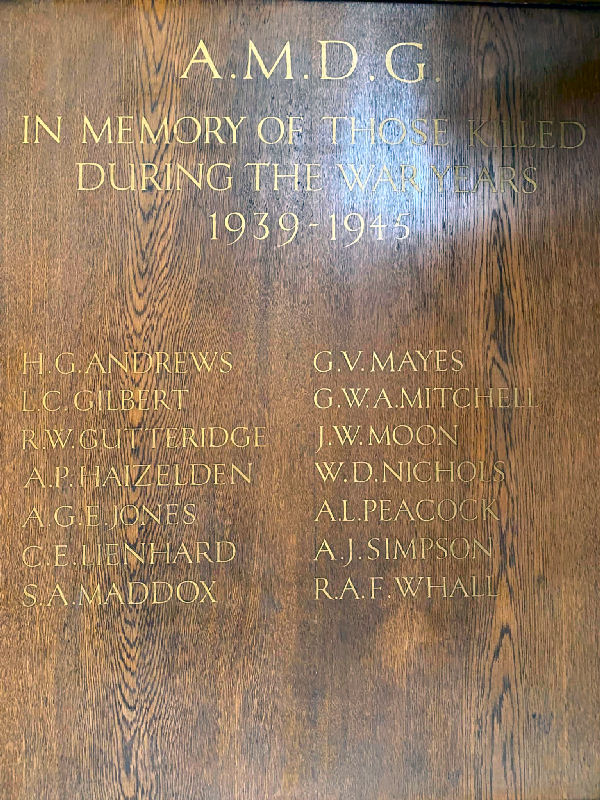 A.M.D.G.
IN MEMORY OF THOSE KILLED
DURING THE WAR YEARS
1939-1945
H.G.ANDREWS
L.C.GILBERT
R.W.GUTTERIDGE
A.P.HAIZELDEN
A.G.E.JONES
C.E.LIENHARD
S.A.MADDOX
G.V.MAYES
G.W.A.MITCHELL
J.W.MOON
W.D.NICHOLS
A.L.PEACOCK
A.J.SIMPSON
R.A.F.WHALL